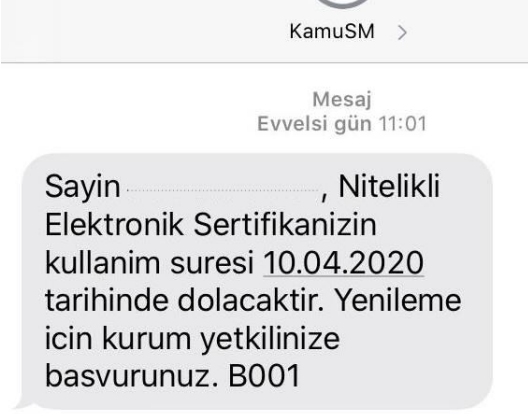 KamuSM
Mesaj
Evvelsi gün 11:01
Sayin , Nitelikli
Elektronik Sertifikanizin
kullanim suresi 10.04.2020
tarihinde dolacaktir. Yenileme
icin kurum yetkilinize
basvurunuz. B001